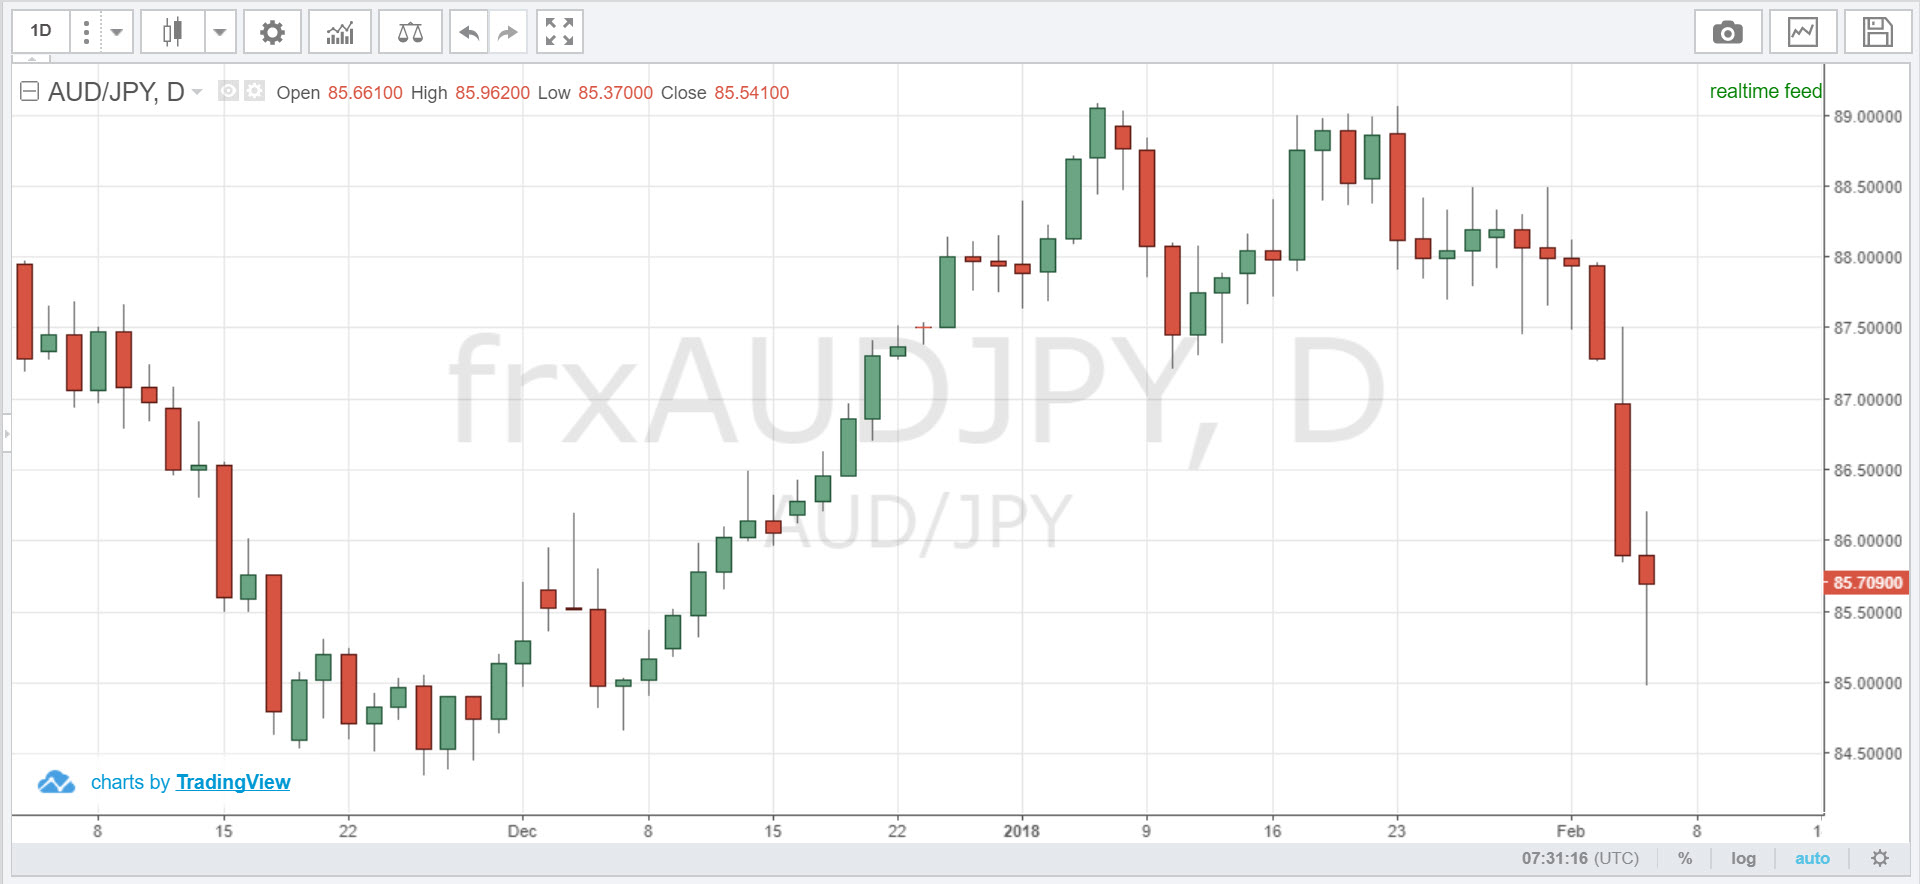 1D
AUD/JPY, D Open 85.66100 High 85.96200 Low 85.37000 Close 85.54100
realtime feed
89.00000
88.50000
88.00000
87.50000
87.00000
86.50000
86.00000
85.70900
85.50000
85.00000
84.50000
frxAUDJPY, D
AUD/JPY
charts by TradingView
8 15 22 Dec 8 15 22 2018 9 16 23 Feb 8 1
07:31:16 (UTC) % log auto